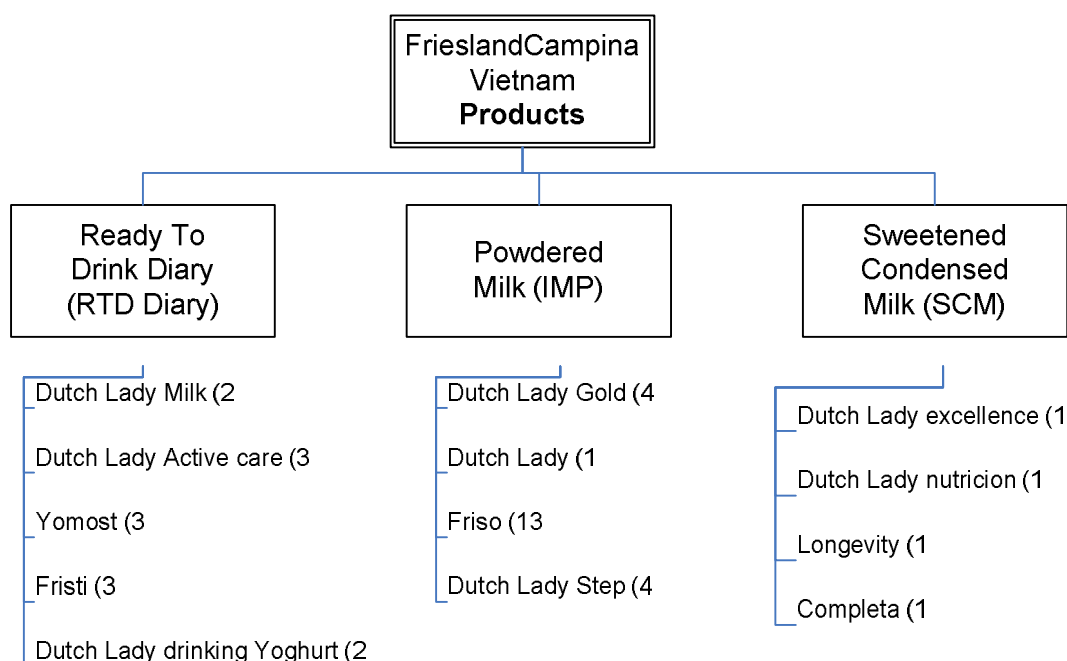 FrieslandCampina
Vietnam
Products
Ready To
Drink Diary
(RTD Diary)
Powdered
Milk (IMP)
Sweetened
Condensed
Milk (SCM)
Dutch Lady Milk (2
Dutch Lady Active care (3
Yomost (3
Fristi (3
Dutch Lady drinking Yoghurt (2
Dutch Lady Gold (4
Dutch Lady (1
Friso (13
Dutch Lady Step (4
Dutch Lady excellence (1
Dutch Lady nutricion (1
Longevity (1
Completa (1